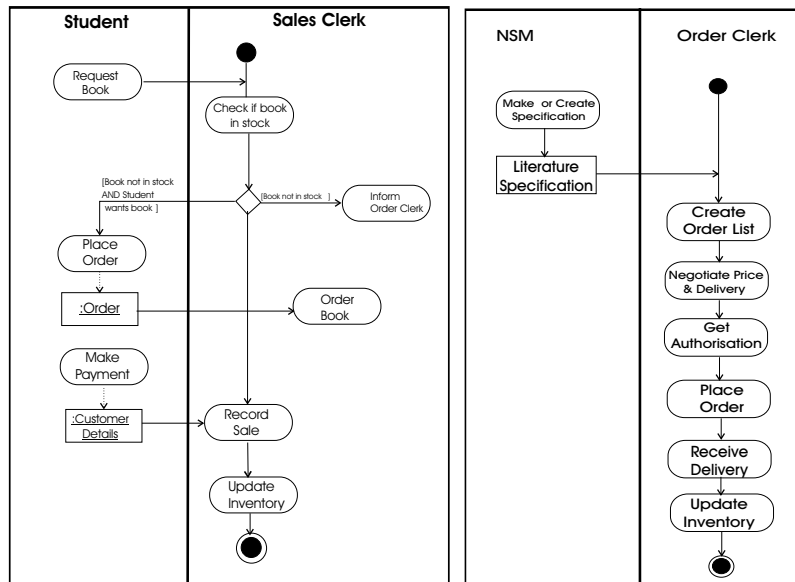 Student
Sales Clerk
Request
Book
Check if book
in stock
[Book not in stock
AND Student
wants book ]
[Book not in stock ]
Inform
Order Clerk
Place
Order
:Order
Order
Book
Make
Payment
:Customer
Details
Record
Sale
Update
Inventory
NSM
Order Clerk
Make or Create
Specification
Literature
Specification
Create
Order List
Negotiate Price
& Delivery
Get
Authorisation
Place
Order
Receive
Delivery
Update
Inventory